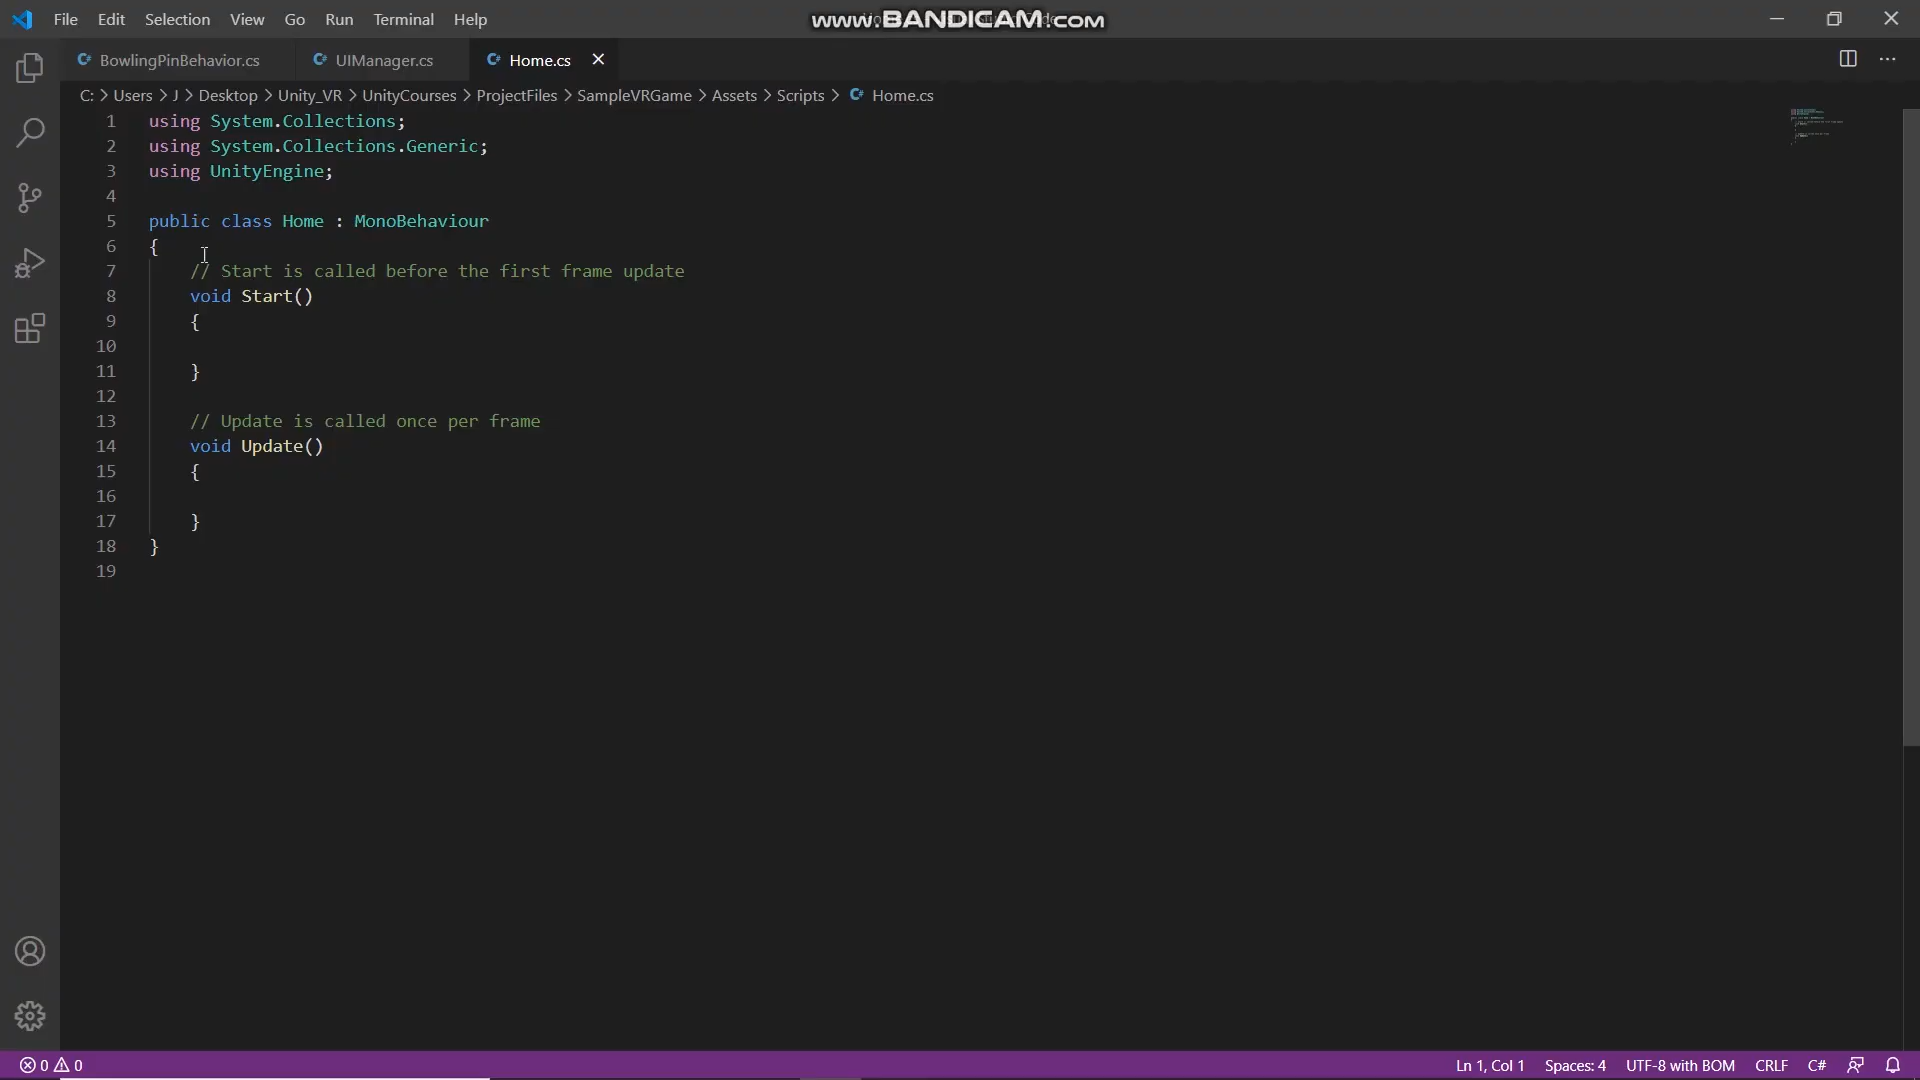 File Edit Selection View Go Run Terminal Help
www.BANDICAM.com
BowlingPinBehavior.cs UIManager.cs Home.cs
C: > Users > J > Desktop > Unity_VR > UnityCourses > ProjectFiles > SampleVRGame > Assets > Scripts > Home.cs
1 using System.Collections;
2 using System.Collections.Generic;
3 using UnityEngine;
4
5 public class Home : MonoBehaviour
6 {
7 // Start is called before the first frame update
8 void Start()
9 {
10
11 }
12
13 // Update is called once per frame
14 void Update()
15 {
16
17 }
18 }
19
0 0 Ln 1, Col 1 Spaces: 4 UTF-8 with BOM CRLF C#